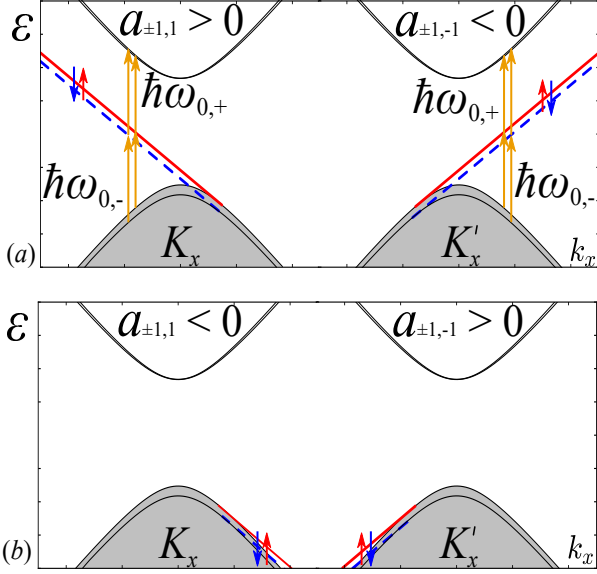 ε a±1,1 > 0 a±1,-1 < 0
ħω0,+ ħω0,+
ħω0,- ħω0,-
(a) Kx K'x kx
ε a±1,1 < 0 a±1,-1 > 0
(b) Kx K'x kx